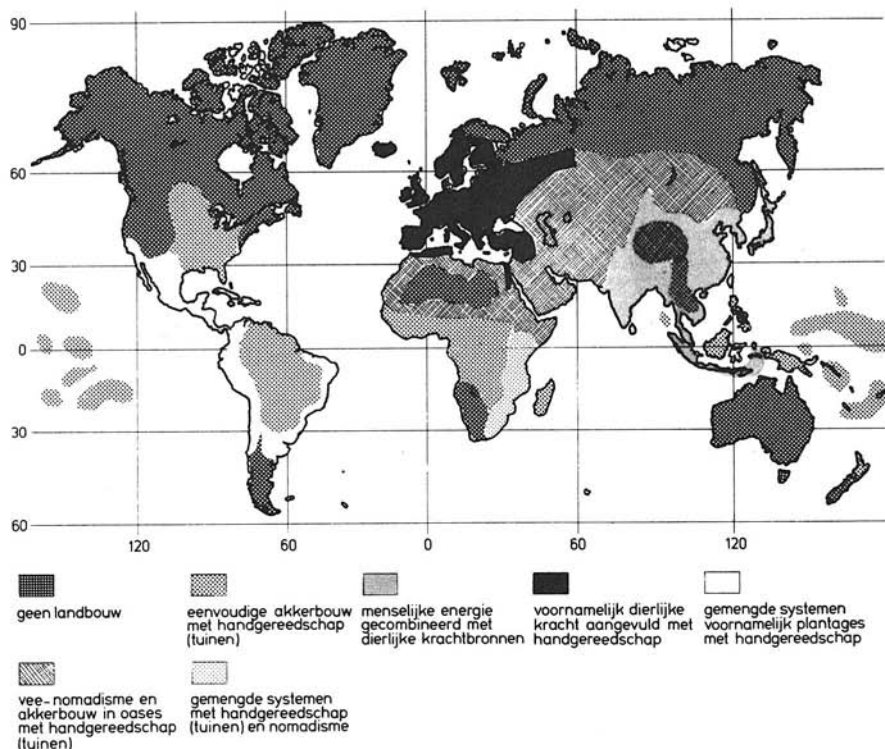 90
60
30
0
30
60
120
60
0
60
120
geen landbouw
eenvoudige akkerbouw
met handgereedschap
(tuinen)
menselijke energie
gecombineerd met
dierlijke krachtbronnen
voornamelijk dierlijke
kracht aangevuld met
handgereedschap
gemengde systemen
voornamelijk plantages
met handgereedschap
vee-nomadisme en
akkerbouw in oases
met handgereedschap
(tuinen)
gemengde systemen
met handgereedschap
(tuinen) en nomadisme